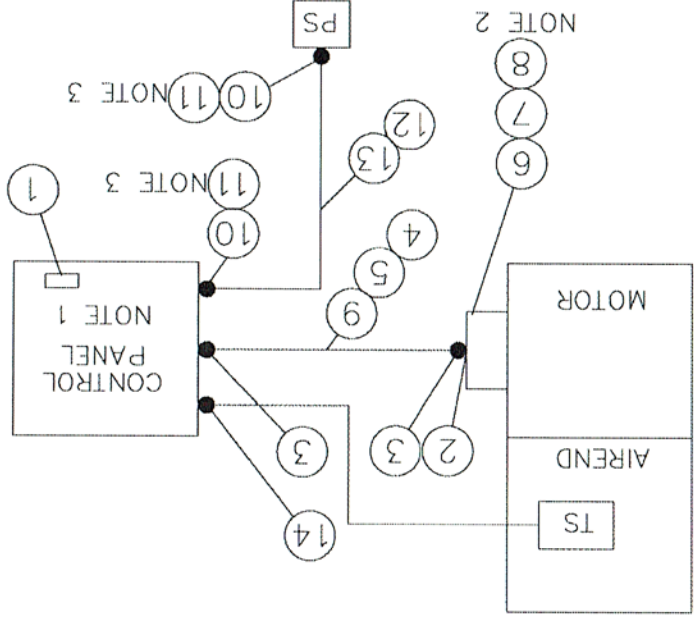 TS
14
AIREND
2 3
3
CONTROL
PANEL
NOTE 1
MOTOR
9
5
4
10
11 NOTE 3
1
6
7
8
NOTE 2
13
12
10 11 NOTE 3
PS